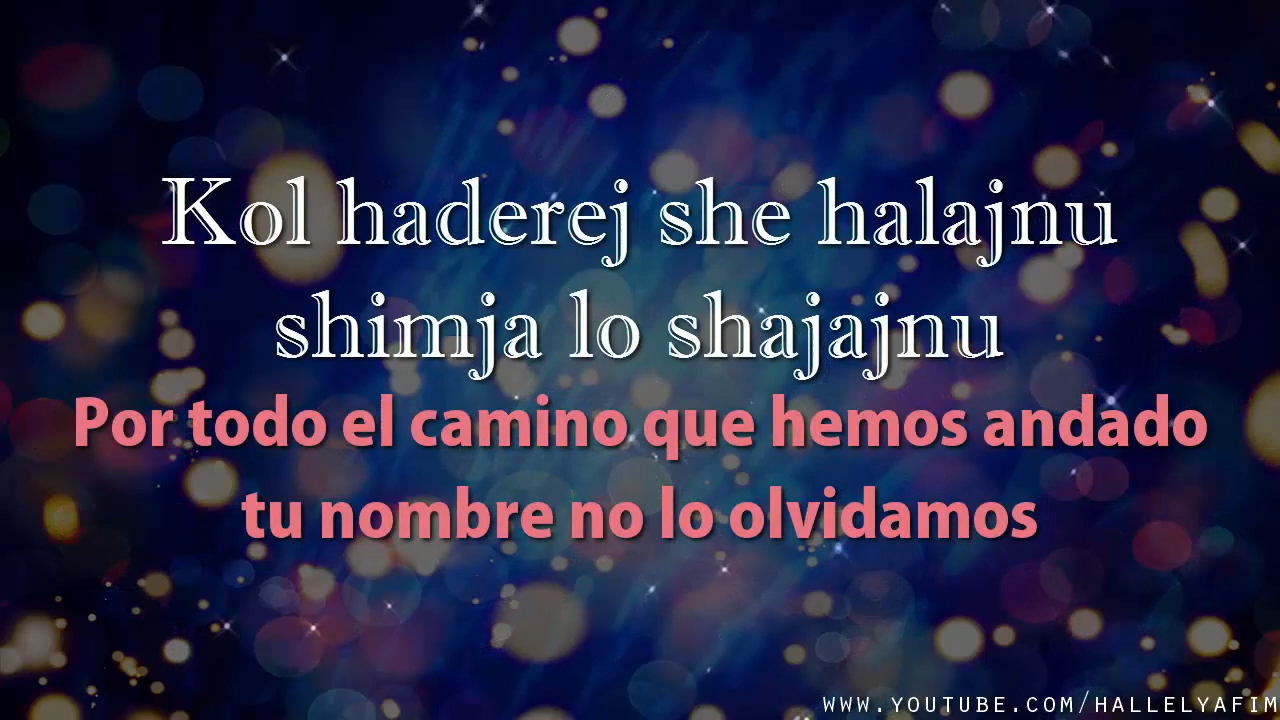 Kol haderej she halajnu
shimja lo shajajnu
Por todo el camino que hemos andado
tu nombre no lo olvidamos
WWW.YOUTUBE.COM/HALLELYAFIM